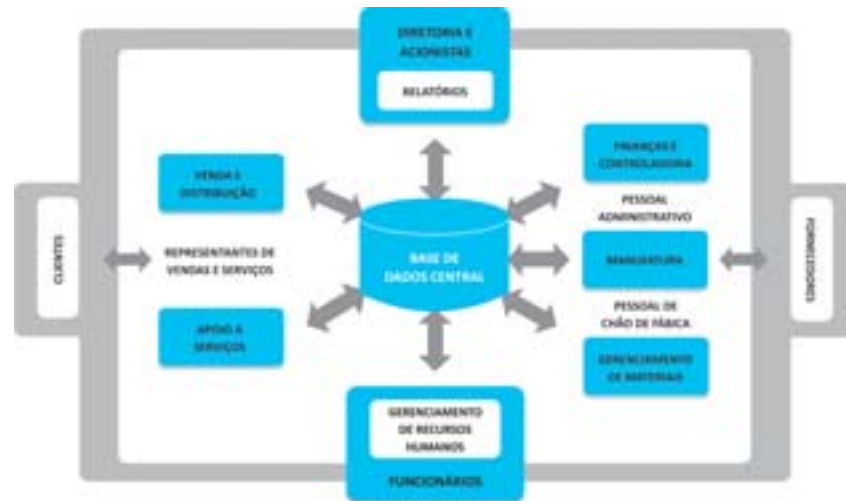 DIRETORIA E
ACIONISTAS
RELATÓRIOS
VENDA E
DISTRIBUIÇÃO
FINANÇAS E
CONTROLADORIA
PESSOAL
ADMINISTRATIVO
CLIENTES
REPRESENTANTES DE
VENDAS E SERVIÇOS
BASE DE
DADOS CENTRAL
MANUFATURA
FORNECEDORES
PESSOAL DE
CHÃO DE FÁBICA
APOIO A
SERVIÇOS
GERENCIAMENTO
DE MATERIAIS
GERENCIAMENTO
DE RECURSOS
HUMANOS
FUNCIONÁRIOS